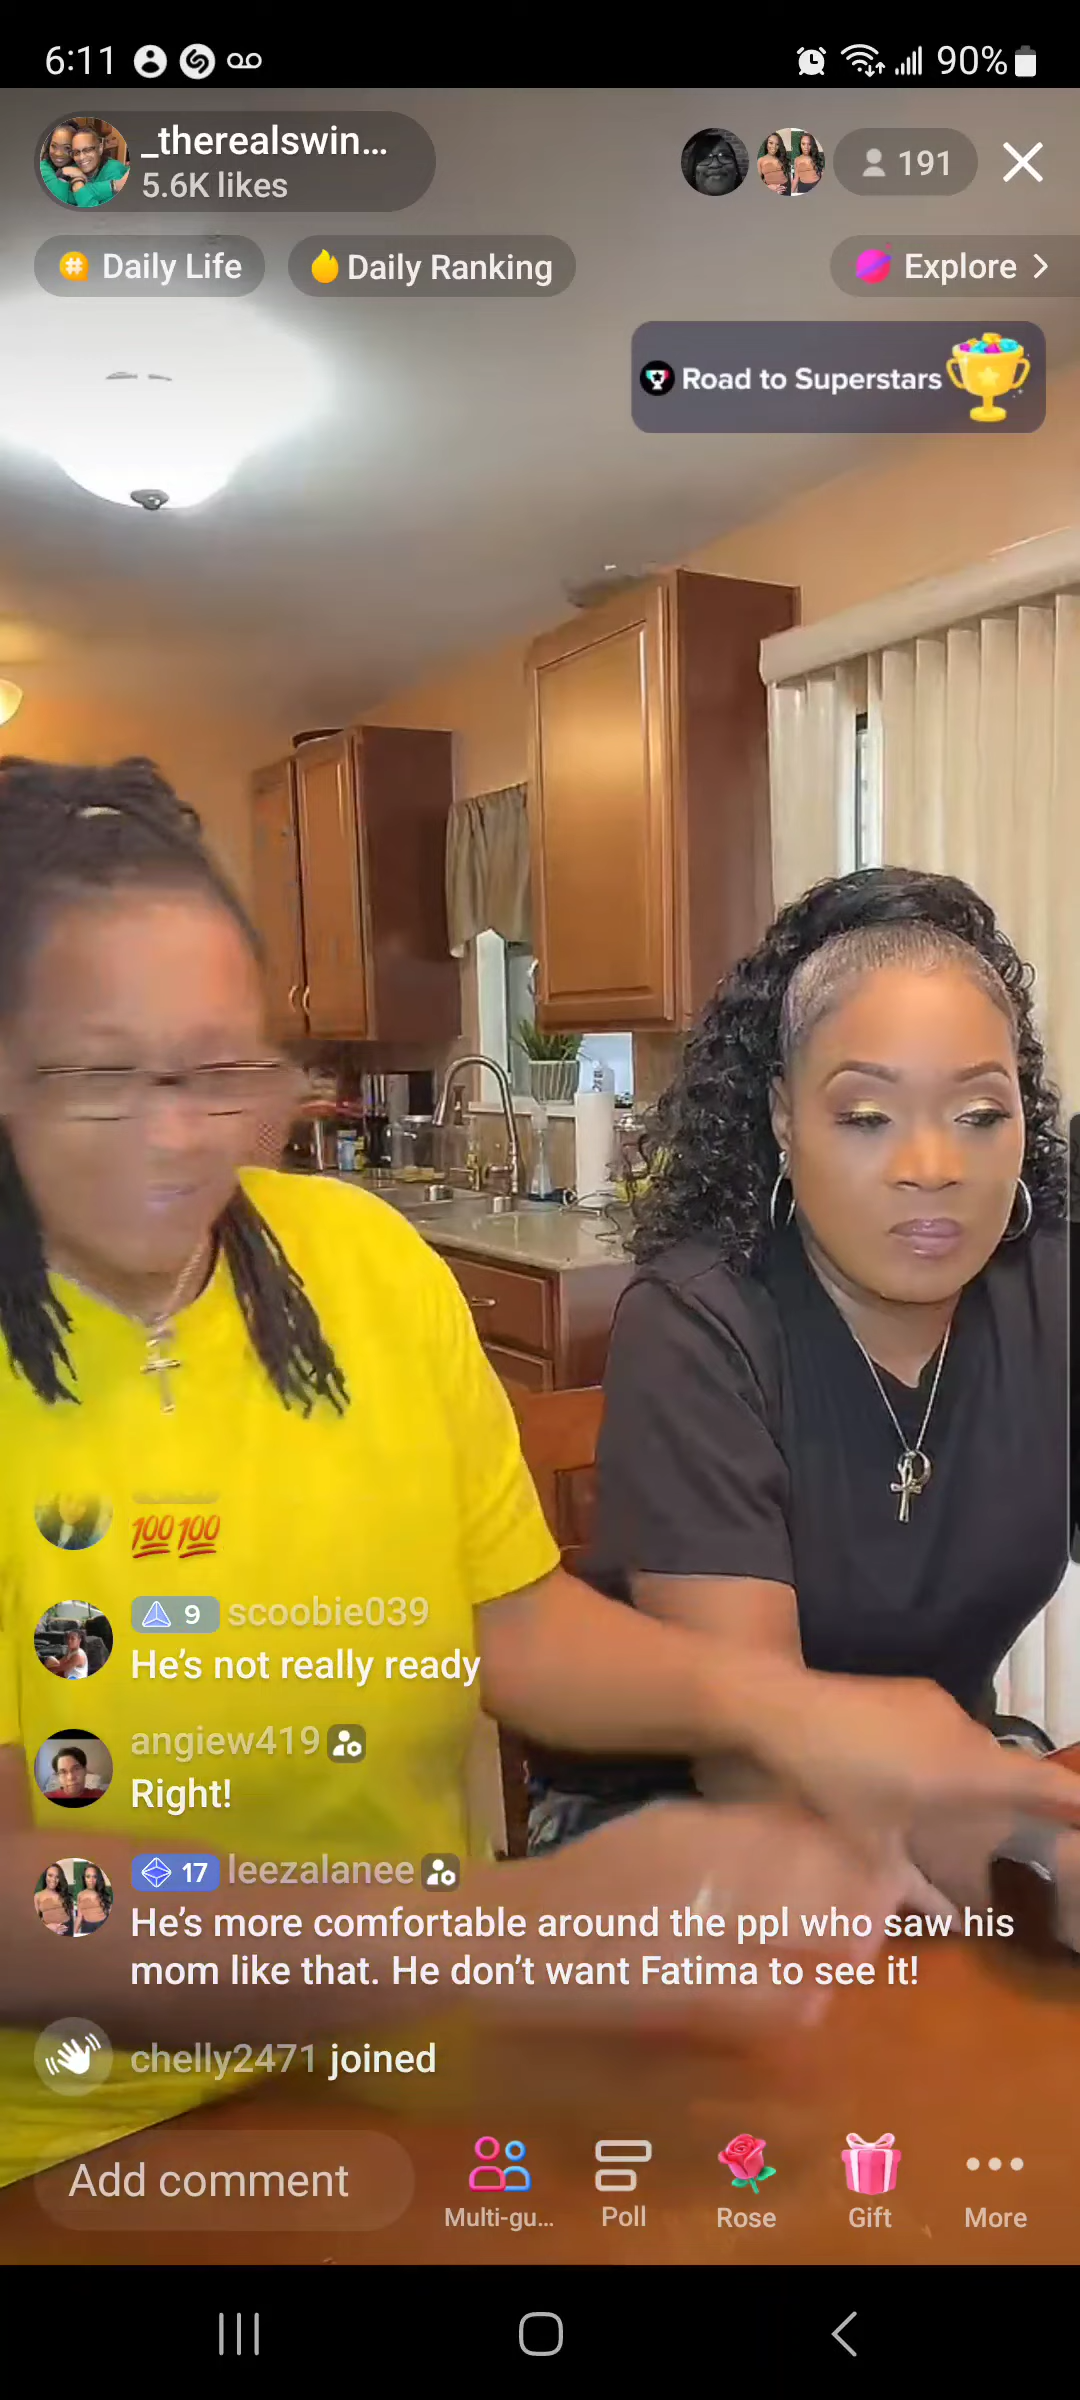 6:11
90%
_therealswin...
5.6K likes
191
Daily Life
Daily Ranking
Explore
Road to Superstars
💯💯
9 scoobie039
He's not really ready
angiew419
Right!
17 leezalanee
He's more comfortable around the ppl who saw his
mom like that. He don't want Fatima to see it!
chelly2471 joined
Add comment
Multi-gu...
Poll
Rose
Gift
More